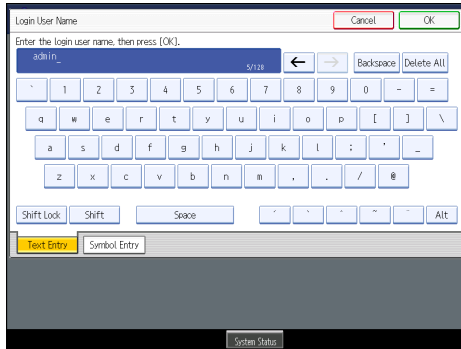 Login User Name Cancel OK
Enter the login user name, then press [OK].
admin_
5/128 ← → Backspace Delete All
` 1 2 3 4 5 6 7 8 9 0 - =
q w e r t y u i o p [ ] \
a s d f g h j k l ; ' _
z x c v b n m , . / @
Shift Lock Shift Space ´ ` ^ ~ ¨ Alt
Text Entry Symbol Entry
System Status